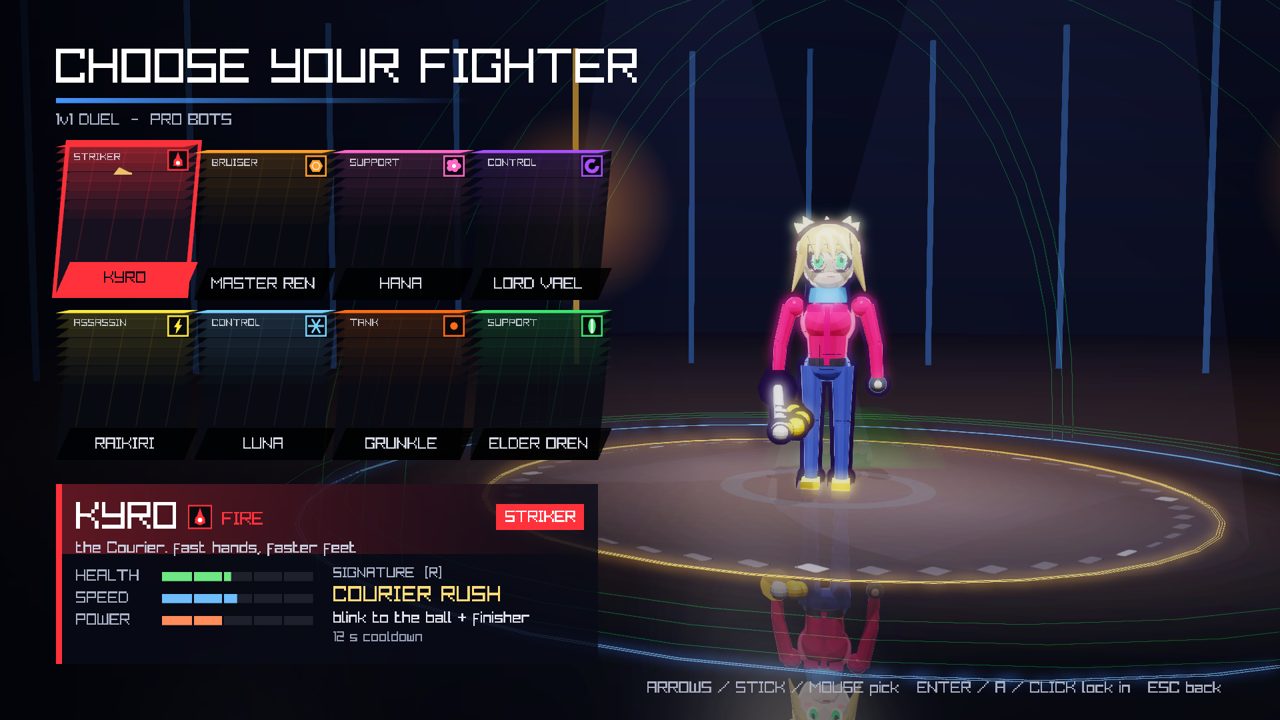 CHOOSE YOUR FIGHTER
1v1 DUEL - PRO BOTS
STRIKER
BRUISER
SUPPORT
CONTROL
KYRO
MASTER REN
HANA
LORD VAEL
ASSASSIN
CONTROL
TANK
SUPPORT
RAIKIRI
LUNA
GRUNKLE
ELDER OREN
KYRO FIRE STRIKER
the Courier. Fast hands, Faster Feet
HEALTH
SPEED
POWER
SIGNATURE [R]
COURIER RUSH
blink to the ball + Finisher
12 s cooldown
ARROWS / STICK / MOUSE pick ENTER / A / CLICK lock in ESC back